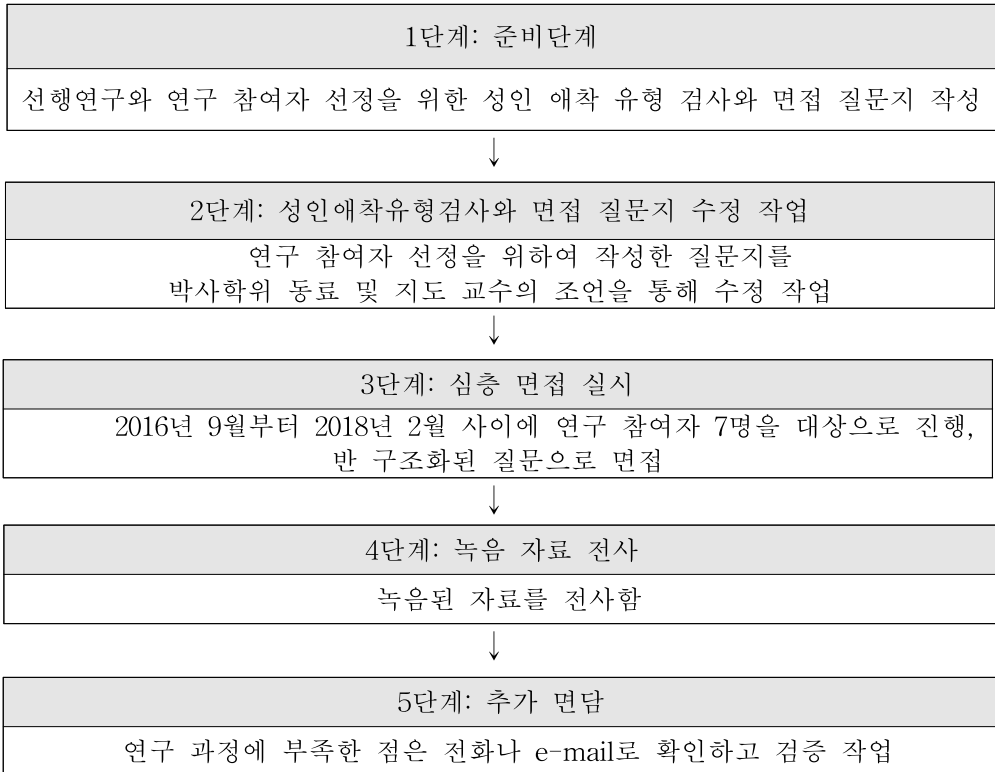 1단계: 준비단계
선행연구와 연구 참여자 선정을 위한 성인 애착 유형 검사와 면접 질문지 작성
↓
2단계: 성인애착유형검사와 면접 질문지 수정 작업
연구 참여자 선정을 위하여 작성한 질문지를
박사학위 동료 및 지도 교수의 조언을 통해 수정 작업
↓
3단계: 심층 면접 실시
2016년 9월부터 2018년 2월 사이에 연구 참여자 7명을 대상으로 진행,
반 구조화된 질문으로 면접
↓
4단계: 녹음 자료 전사
녹음된 자료를 전사함
↓
5단계: 추가 면담
연구 과정에 부족한 점은 전화나 e-mail로 확인하고 검증 작업